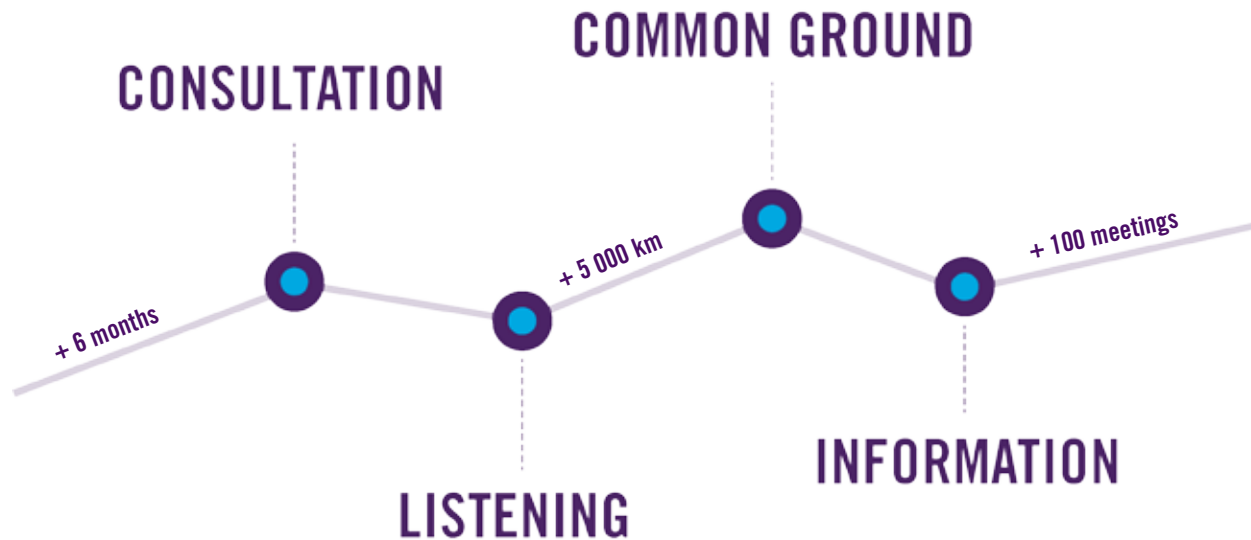 COMMON GROUND
CONSULTATION
+ 6 months
+ 5 000 km
+ 100 meetings
INFORMATION
LISTENING